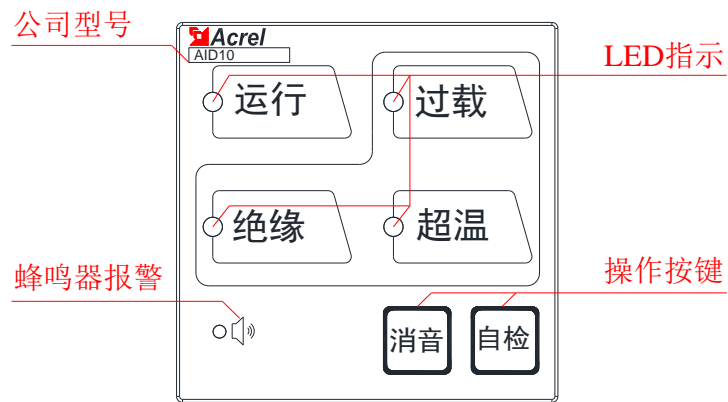 公司型号
Acrel
AID10
LED指示
运行
过载
绝缘
超温
蜂鸣器报警
操作按键
消音
自检